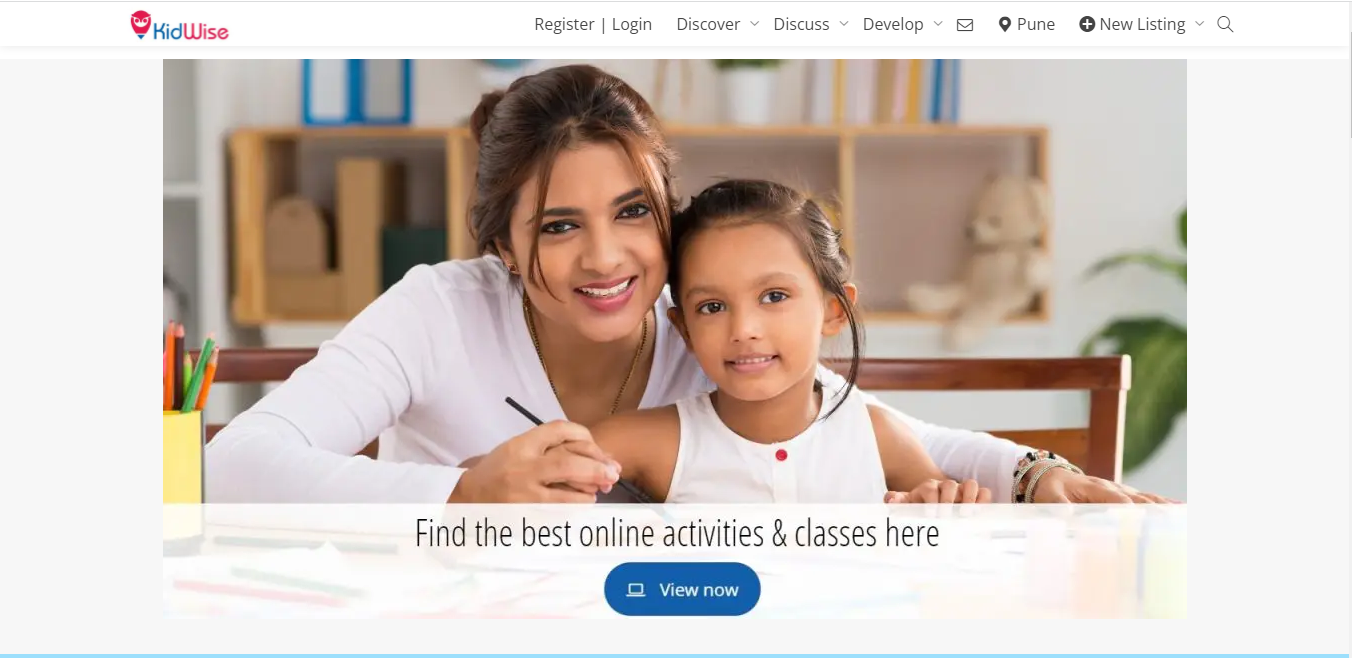 KidWise
Register | Login
Discover
Discuss
Develop
Pune
New Listing
Find the best online activities & classes here
View now